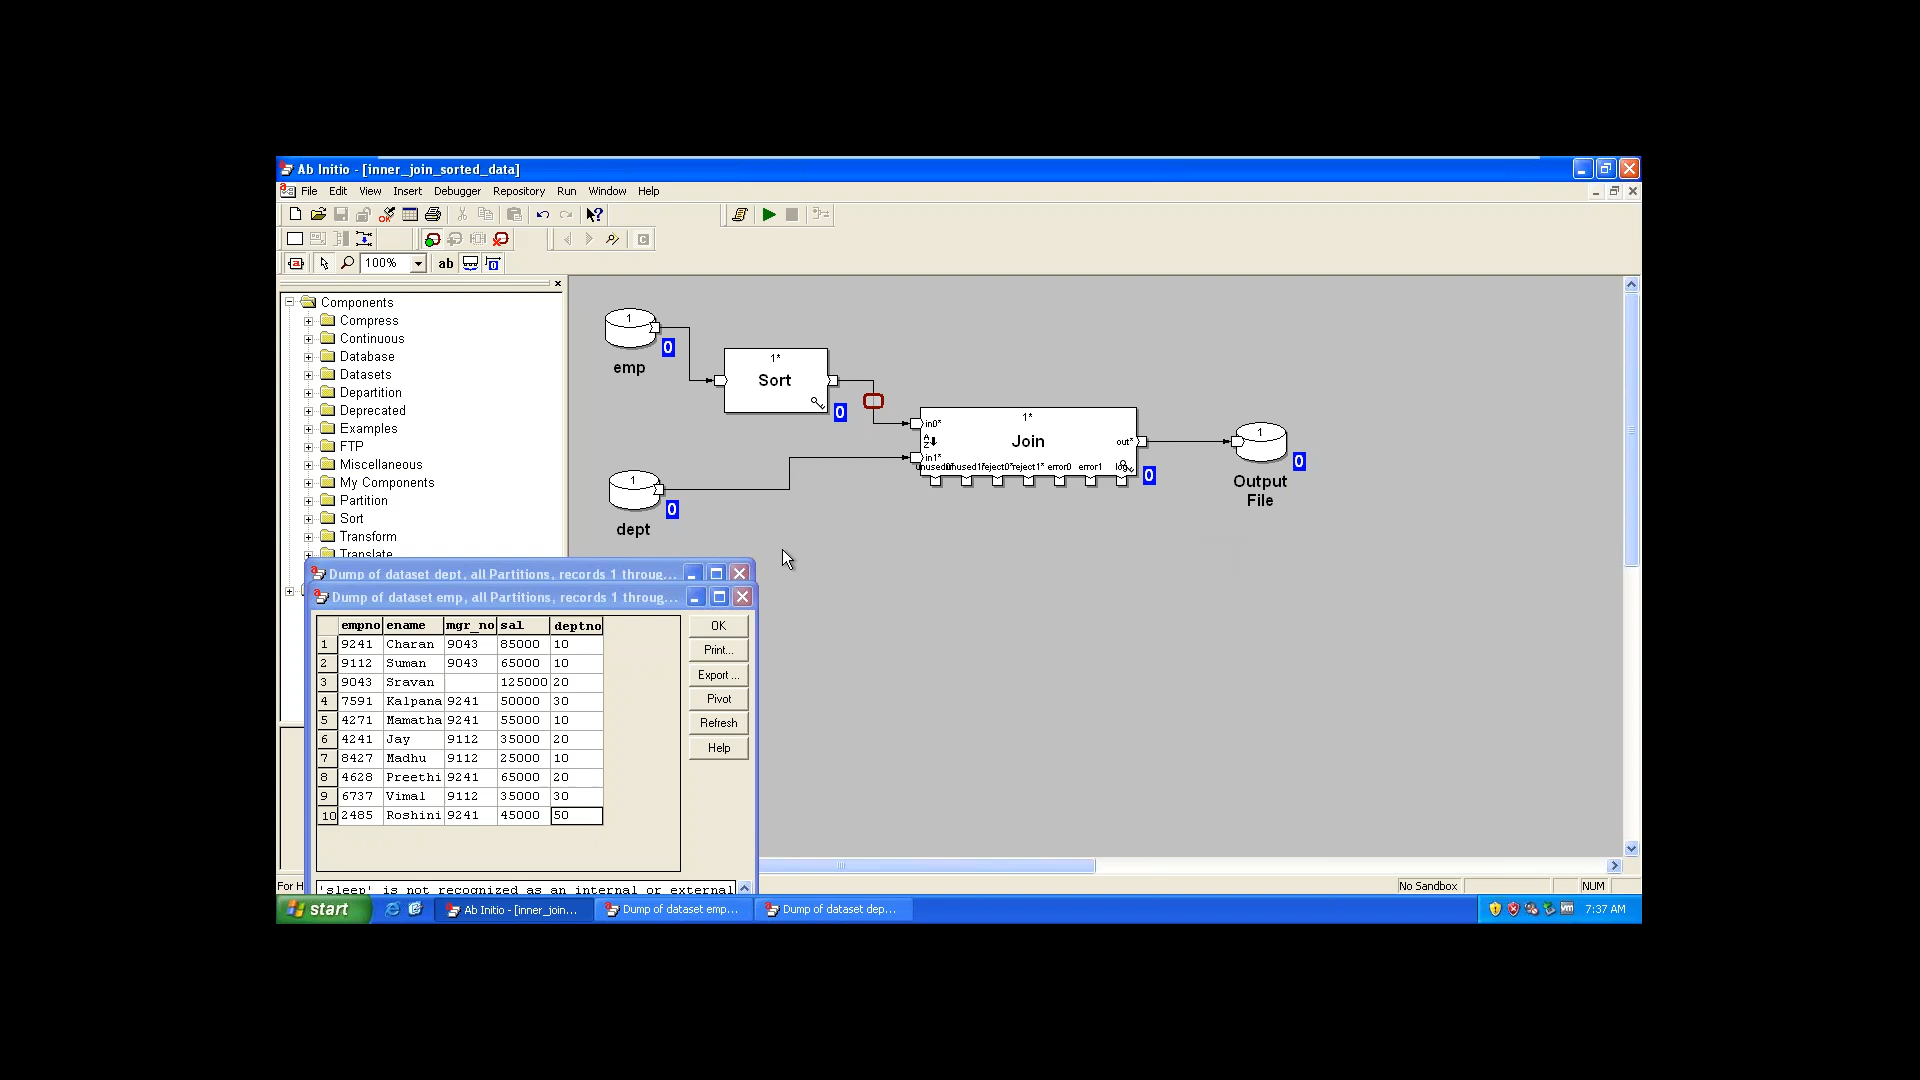 Ab Initio - [inner_join_sorted_data]
File Edit View Insert Debugger Repository Run Window Help
100% ab
Components
Compress
Continuous
Database
Datasets
Departition
Deprecated
Examples
FTP
Miscellaneous
My Components
Partition
Sort
Transform
Translate
1
emp
0
1*
Sort
0
1
dept
0
1*
Join
in0*
in1*
out*
unused0* unused1* reject0* reject1* error0 error1 log
0
1
Output
File
0
Dump of dataset dept, all Partitions, records 1 throug...
Dump of dataset emp, all Partitions, records 1 throug...
empno ename mgr_no sal deptno
1 9241 Charan 9043 85000 10
2 9112 Suman 9043 65000 10
3 9043 Sravan 125000 20
4 7591 Kalpana 9241 50000 30
5 4271 Mamatha 9241 55000 10
6 4241 Jay 9112 35000 20
7 8427 Madhu 9112 25000 10
8 4628 Preethi 9241 65000 20
9 6737 Vimal 9112 35000 30
10 2485 Roshini 9241 45000 50
OK
Print...
Export ...
Pivot
Refresh
Help
'sleep' is not recognized as an internal or external
For H
No Sandbox
NUM
start
Ab Initio - [inner_join...
Dump of dataset emp...
Dump of dataset dep...
7:37 AM